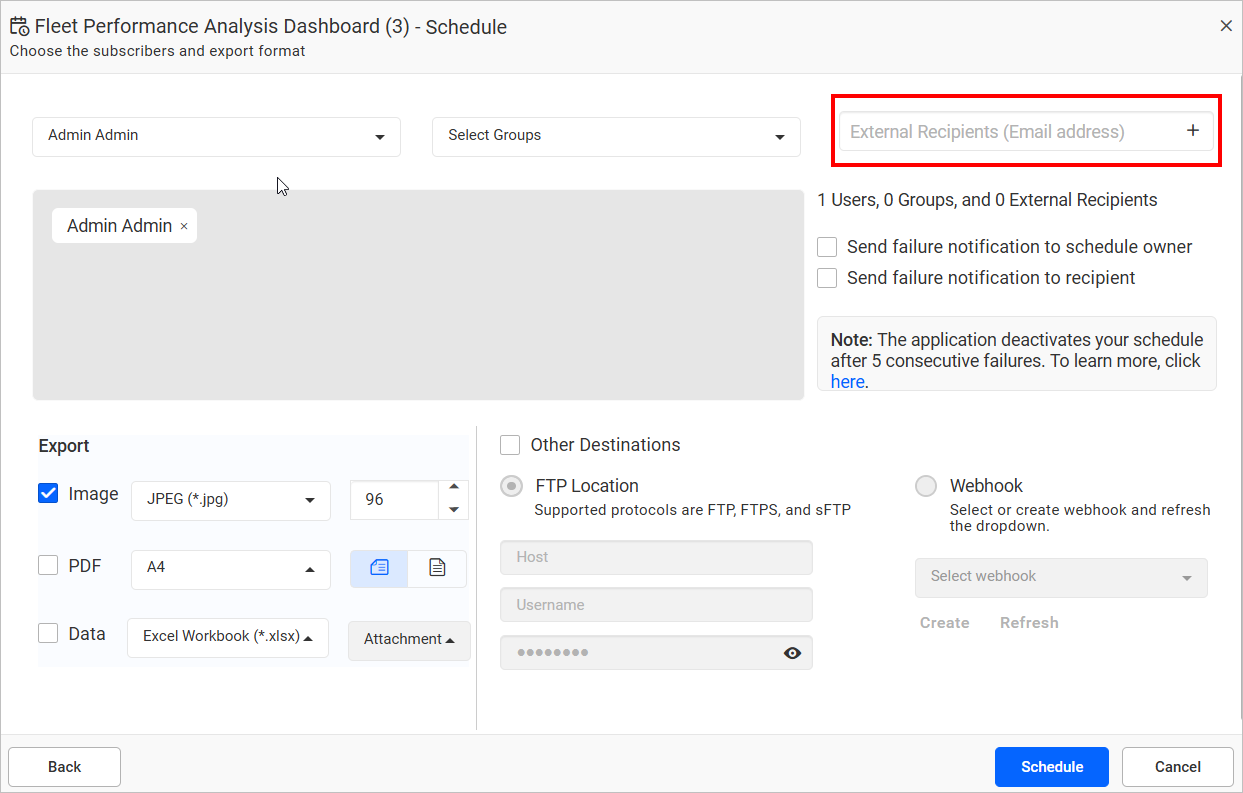 Fleet Performance Analysis Dashboard (3) - Schedule
Choose the subscribers and export format
Admin Admin
Select Groups
External Recipients (Email address)
Admin Admin ×
1 Users, 0 Groups, and 0 External Recipients
Send failure notification to schedule owner
Send failure notification to recipient
Note: The application deactivates your schedule
after 5 consecutive failures. To learn more, click
here.
Export
Image
JPEG (*.jpg)
96
PDF
A4
Data
Excel Workbook (*.xlsx)
Attachment
Other Destinations
FTP Location
Supported protocols are FTP, FTPS, and sFTP
Host
Username
Webhook
Select or create webhook and refresh
the dropdown.
Select webhook
Create
Refresh
Back
Schedule
Cancel